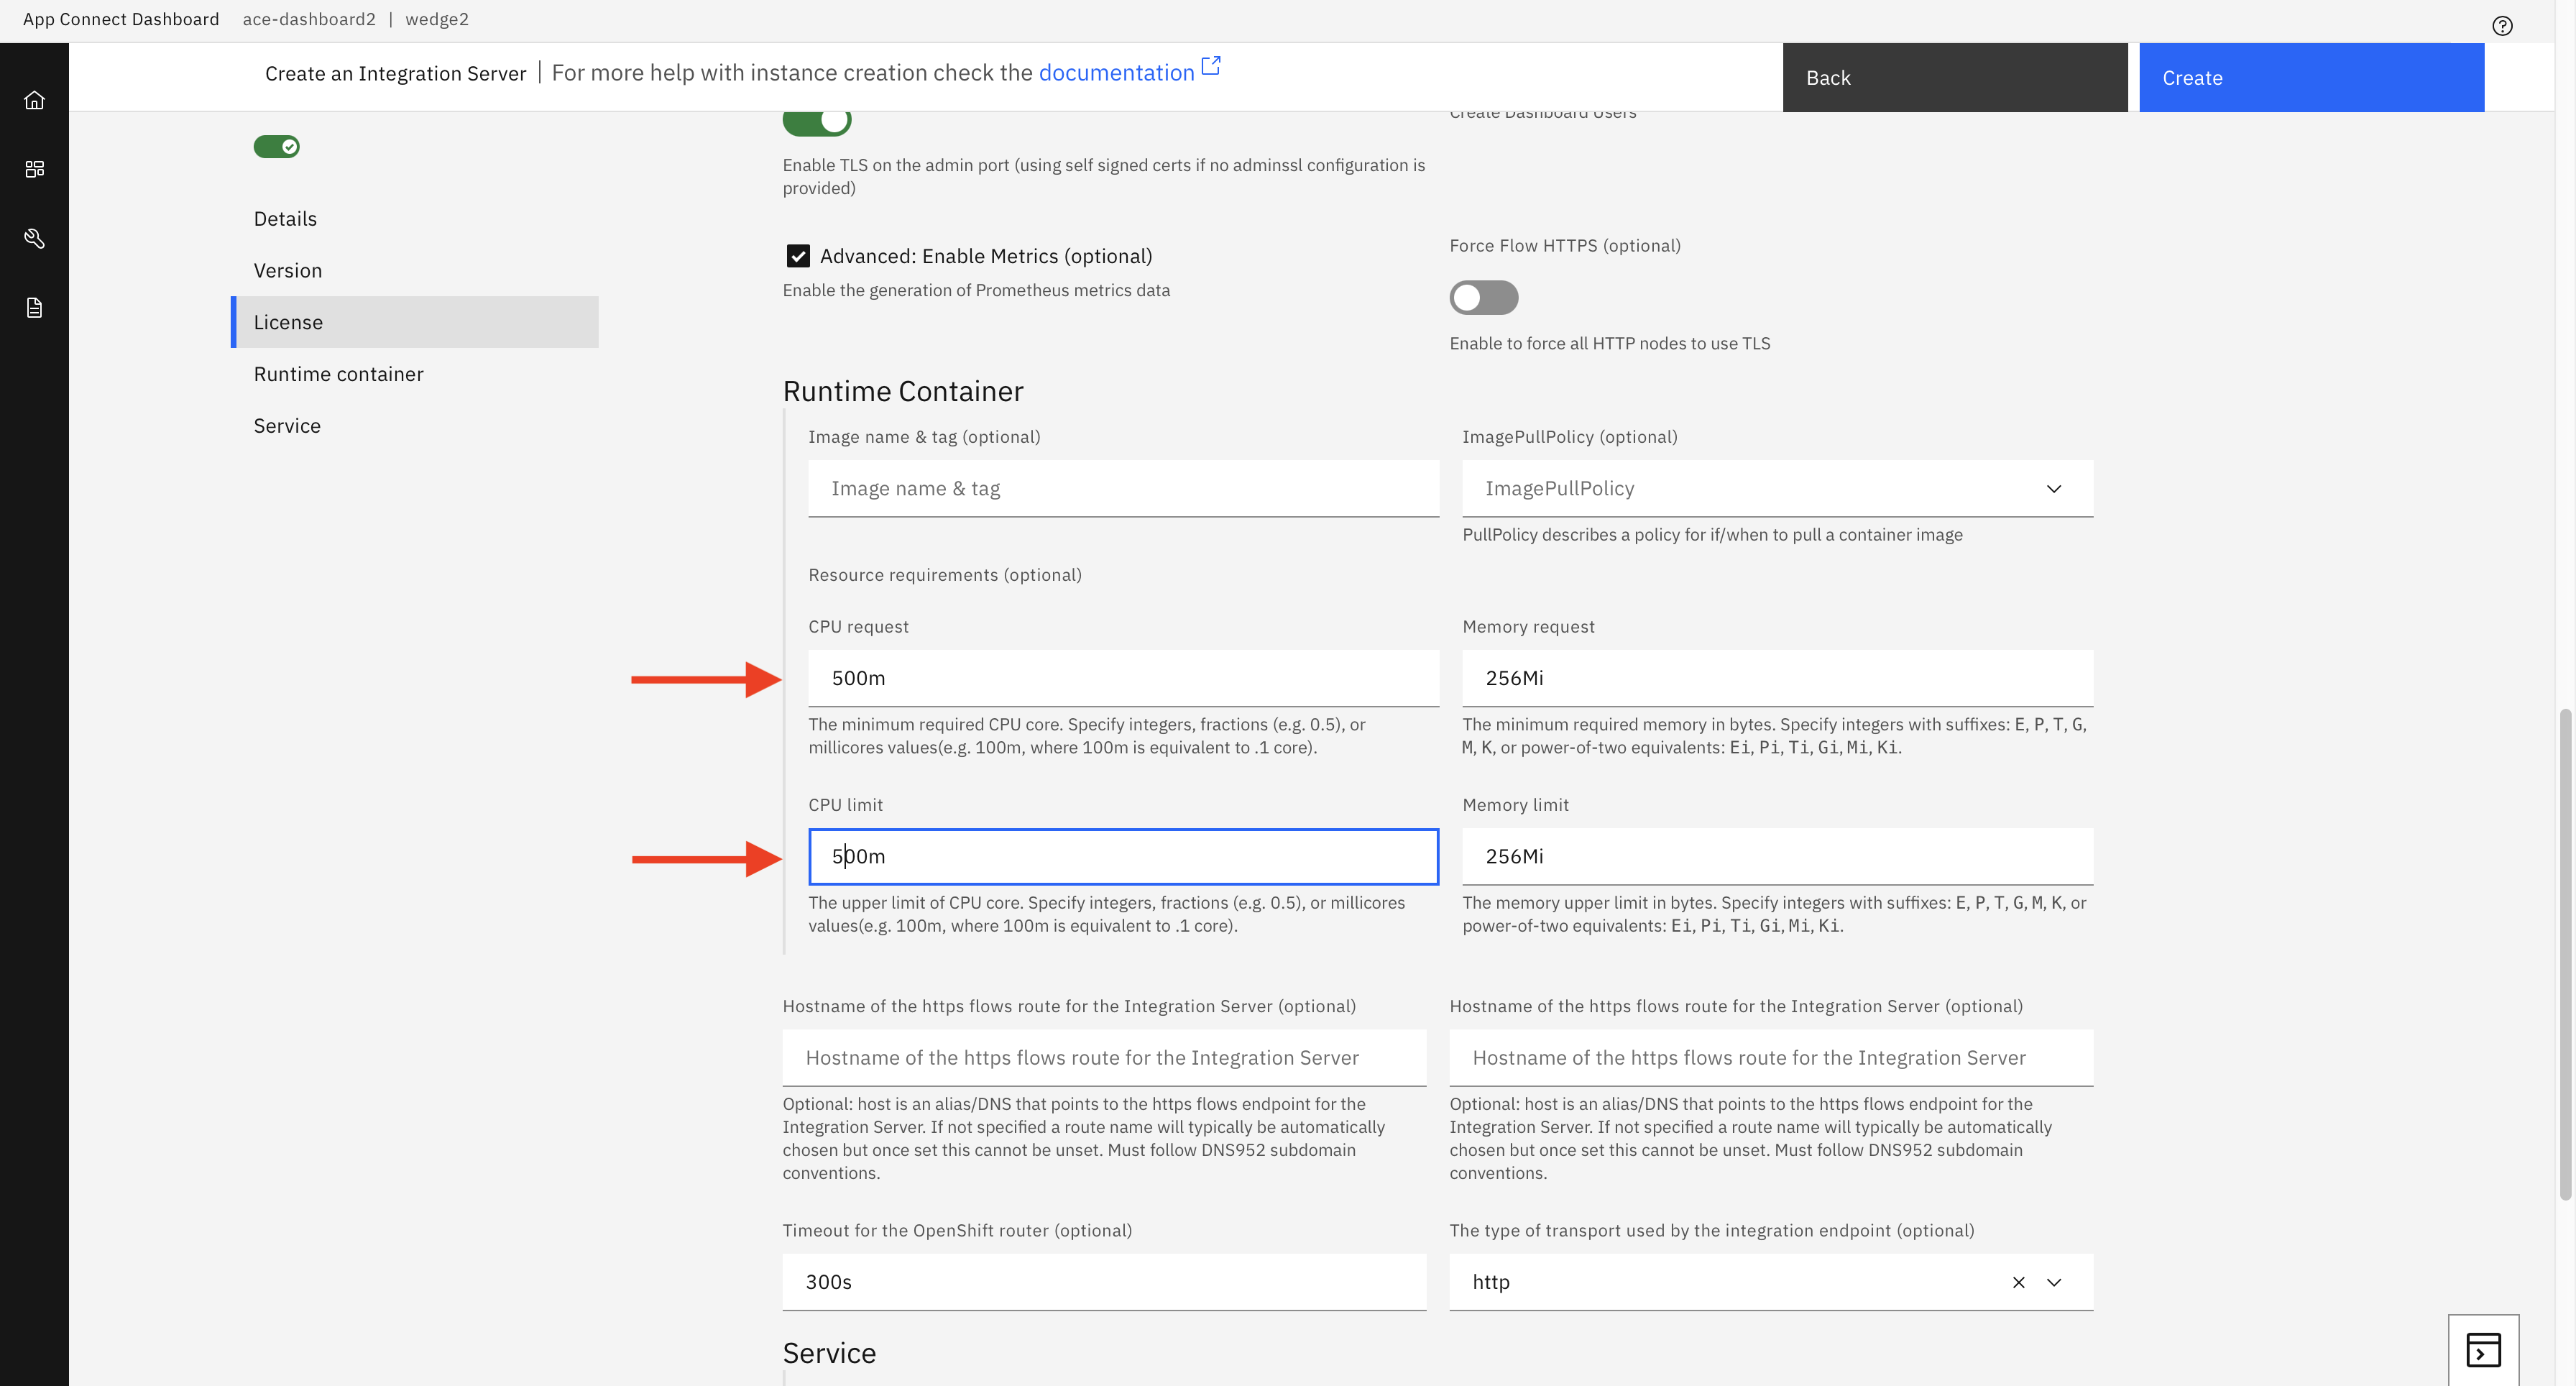 App Connect Dashboard ace-dashboard2 | wedge2
Create an Integration Server | For more help with instance creation check the documentation
Back
Create
Details
Version
License
Runtime container
Service
Create Dashboard Users
Enable TLS on the admin port (using self signed certs if no adminssl configuration is
provided)
Advanced: Enable Metrics (optional)
Enable the generation of Prometheus metrics data
Force Flow HTTPS (optional)
Enable to force all HTTP nodes to use TLS
Runtime Container
Image name & tag (optional)
Image name & tag
ImagePullPolicy (optional)
ImagePullPolicy
PullPolicy describes a policy for if/when to pull a container image
Resource requirements (optional)
CPU request
500m
The minimum required CPU core. Specify integers, fractions (e.g. 0.5), or
millicores values(e.g. 100m, where 100m is equivalent to .1 core).
Memory request
256Mi
The minimum required memory in bytes. Specify integers with suffixes: E, P, T, G,
M, K, or power-of-two equivalents: Ei, Pi, Ti, Gi, Mi, Ki.
CPU limit
500m
The upper limit of CPU core. Specify integers, fractions (e.g. 0.5), or millicores
values(e.g. 100m, where 100m is equivalent to .1 core).
Memory limit
256Mi
The memory upper limit in bytes. Specify integers with suffixes: E, P, T, G, M, K, or
power-of-two equivalents: Ei, Pi, Ti, Gi, Mi, Ki.
Hostname of the https flows route for the Integration Server (optional)
Hostname of the https flows route for the Integration Server
Optional: host is an alias/DNS that points to the https flows endpoint for the
Integration Server. If not specified a route name will typically be automatically
chosen but once set this cannot be unset. Must follow DNS952 subdomain
conventions.
Hostname of the https flows route for the Integration Server (optional)
Hostname of the https flows route for the Integration Server
Optional: host is an alias/DNS that points to the https flows endpoint for the
Integration Server. If not specified a route name will typically be automatically
chosen but once set this cannot be unset. Must follow DNS952 subdomain
conventions.
Timeout for the OpenShift router (optional)
300s
The type of transport used by the integration endpoint (optional)
http
Service